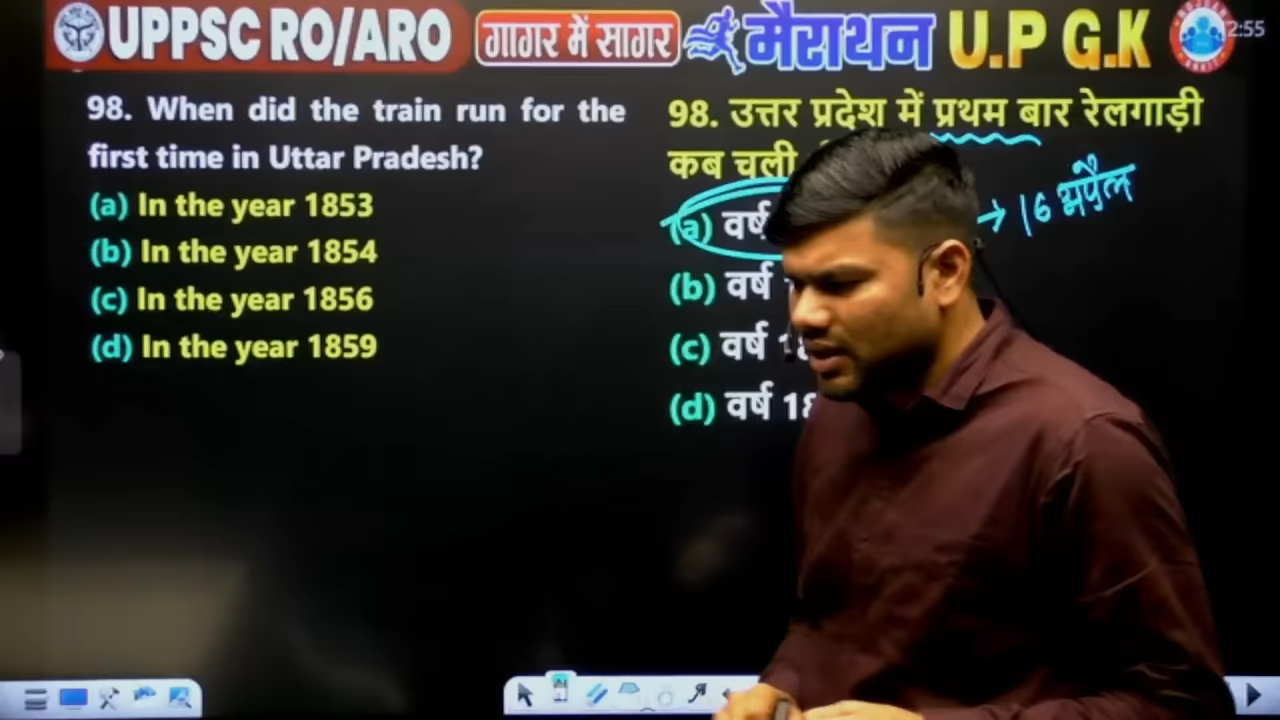 UPPSC RO/ARO गागर में सागर मैराथन U.P G.K
2:55
98. When did the train run for the
first time in Uttar Pradesh?
(a) In the year 1853
(b) In the year 1854
(c) In the year 1856
(d) In the year 1859
98. उत्तर प्रदेश में प्रथम बार रेलगाड़ी
कब चली
(a) वर्ष
→ 16 अप्रैल
(b) वर्ष
(c) वर्ष
(d) वर्ष